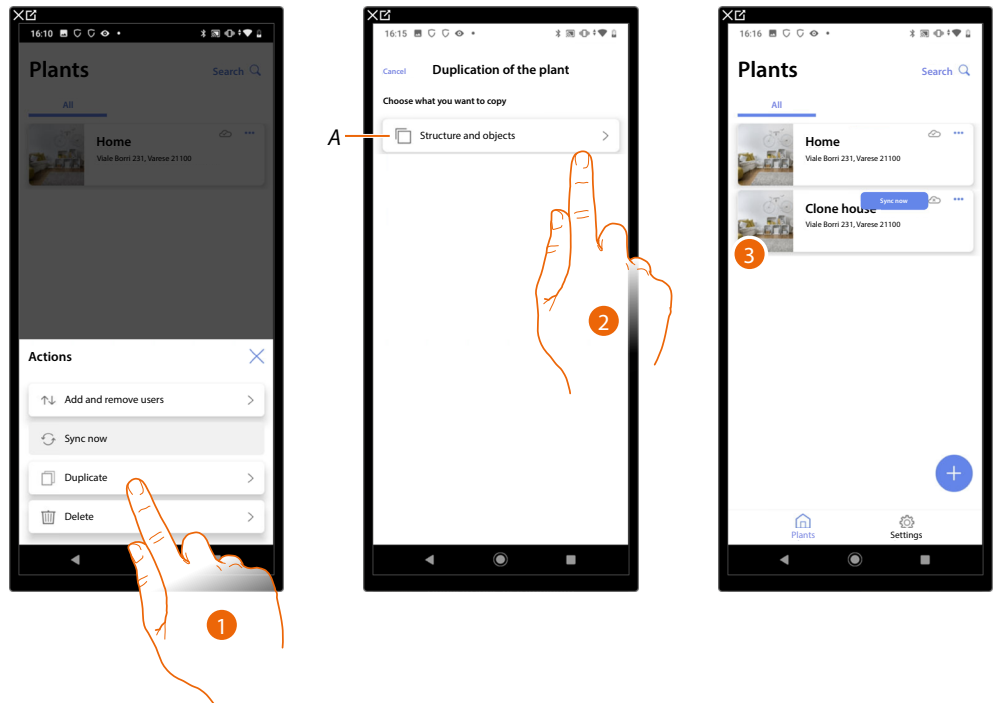 16:10
Plants
Search
All
Home
Viale Borri 231, Varese 21100
Actions
Add and remove users
Sync now
Duplicate
Delete
1
16:15
Cancel
Duplication of the plant
Choose what you want to copy
A
Structure and objects
2
16:16
Plants
Search
All
Home
Viale Borri 231, Varese 21100
Sync now
Clone house
Viale Borri 231, Varese 21100
3
Plants
Settings